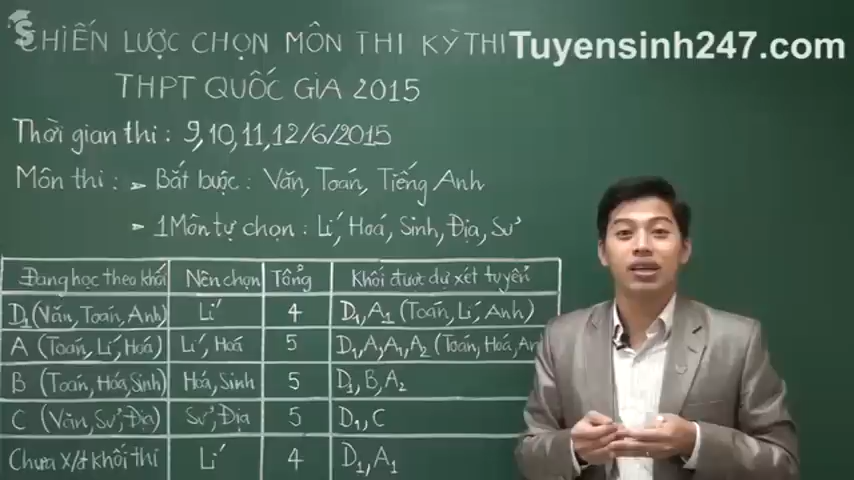 CHIẾN LƯỢC CHỌN MÔN THI KỲ THI
Tuyensinh247.com
THPT QUỐC GIA 2015
Thời gian thi : 9,10,11,12/6/2015
Môn thi : ➢ Bắt buộc : Văn, Toán, Tiếng Anh
➢ 1 Môn tự chọn : Lí, Hoá, Sinh, Địa, Sử
Đang học theo khối Nên chọn Tổng Khối được dự xét tuyển
D1 (Văn, Toán, Anh) Lí 4 D1, A1 (Toán, Lí, Anh)
A (Toán, Lí, Hoá) Lí, Hoá 5 D1, A, A1, A2 (Toán, Hoá, An
B (Toán, Hóa, Sinh) Hoá, Sinh 5 D1, B, A2
C (Văn, Sử, Địa) Sử, Địa 5 D1, C
Chưa x/đ khối thi Lí 4 D1, A1